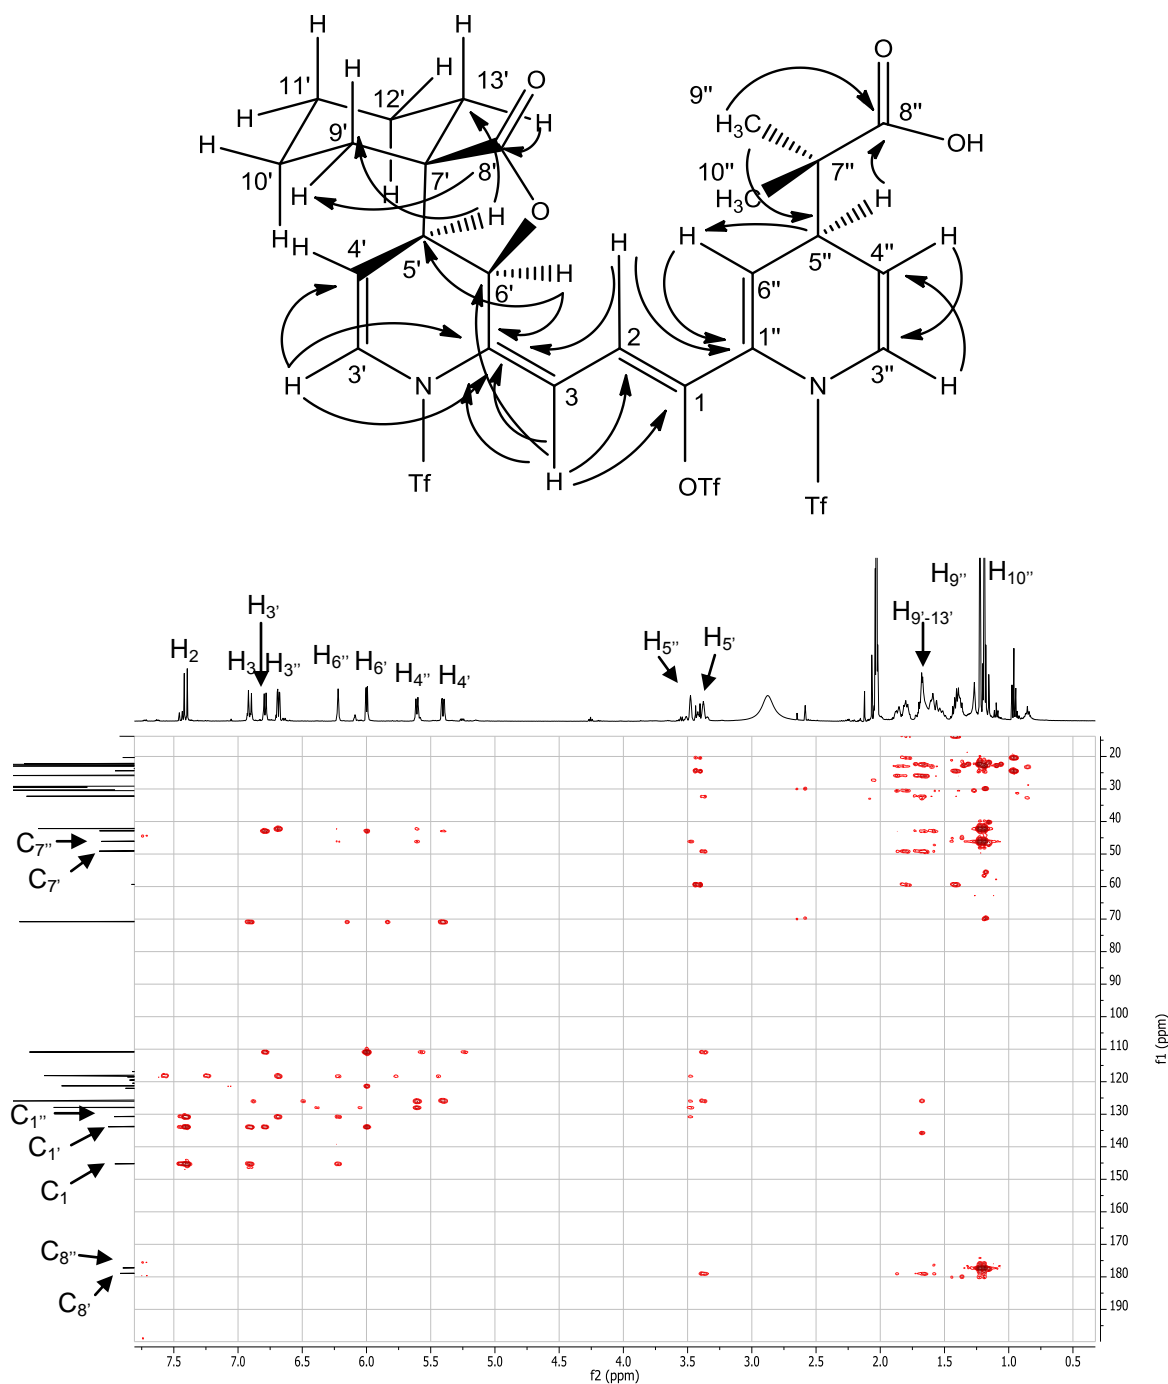 H H H
11' 13' O
12' H
H 9' 8' O
H 7'
10' H H
H H O
4' 5' 6' H
H H
H 3' N
Tf
H
2
3
H
1
OTf
O
9" 8"
H₃C OH
10" 7"
H₃C H
H H
5" 4"
6"
1" 3"
N H
Tf
H₂ H₃ H₃' H₃" H₆" H₆' H₄" H₄' H₅" H₅' H₉'-₁₃' H₉" H₁₀"
C₇"
C₇'
C₁"
C₁'
C₁
C₈"
C₈'
20
30
40
50
60
70
80
90
100
110
120
130
140
150
160
170
180
190
f1 (ppm)
7.5 7.0 6.5 6.0 5.5 5.0 4.5 4.0 3.5 3.0 2.5 2.0 1.5 1.0 0.5
f2 (ppm)